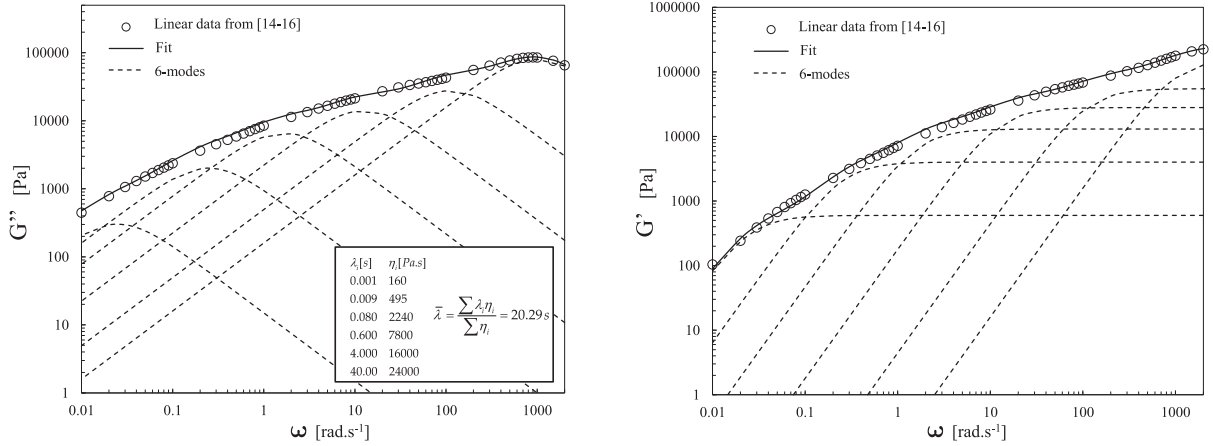 Linear data from [14-16]
Fit
6-modes
100000
10000
1000
100
10
1
G’’ [Pa]
0.01 0.1 1 10 100 1000
ω [rad.s-1]
λi[s] ηi[Pa.s]
0.001 160
0.009 495
0.080 2240
0.600 7800
4.000 16000
40.00 24000
λ̄ = ∑ λiηi / ∑ ηi = 20.29 s
Linear data from [14-16]
Fit
6-modes
1000000
100000
10000
1000
100
10
1
G’ [Pa]
0.01 0.1 1 10 100 1000
ω [rad.s-1]